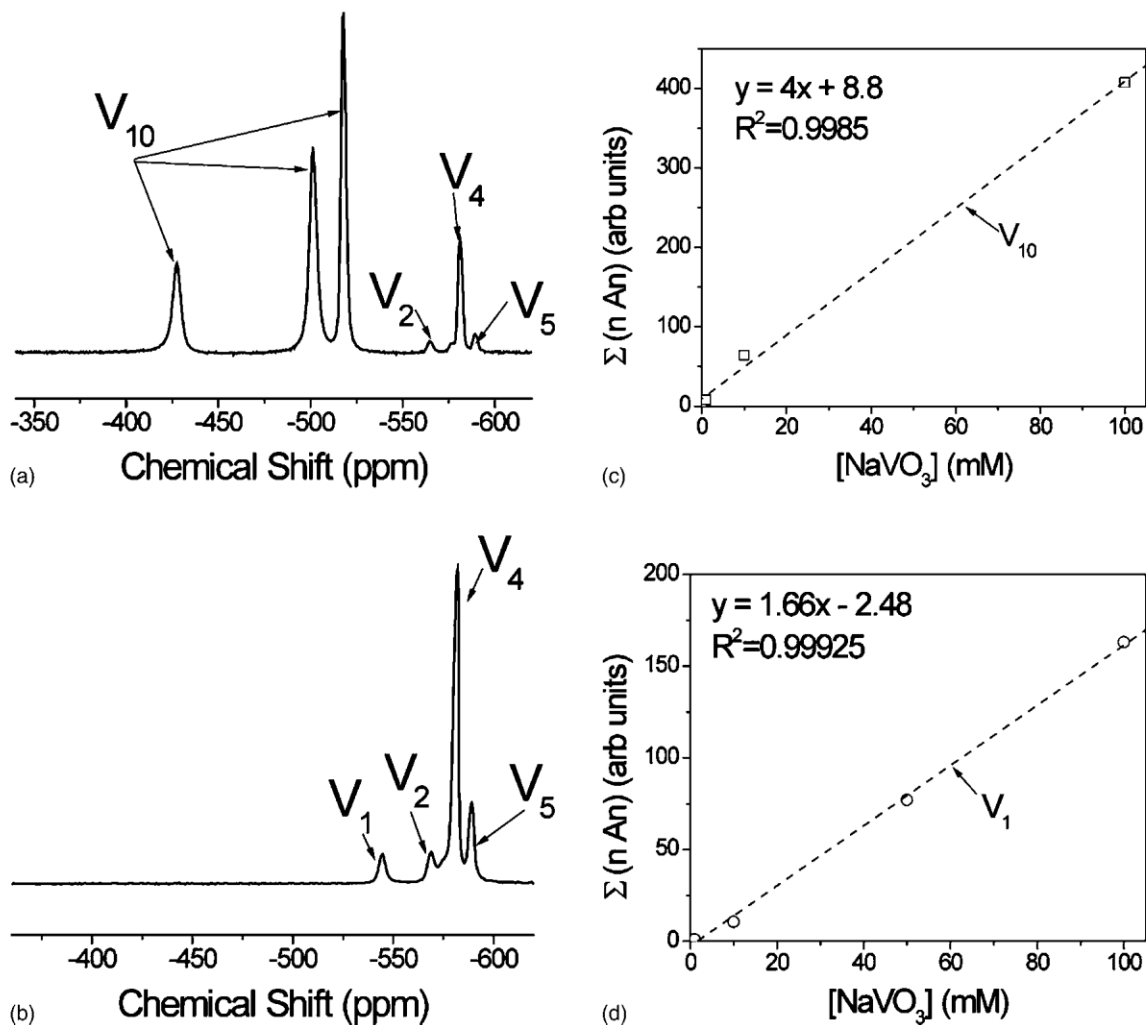 V10
V4
V2
V5
-350 -400 -450 -500 -550 -600
Chemical Shift (ppm)
(a)
y = 4x + 8.8
R²=0.9985
V10
400
300
200
100
0
Σ (n An) (arb units)
0 20 40 60 80 100
[NaVO3] (mM)
(c)
V4
V1
V2
V5
-400 -450 -500 -550 -600
Chemical Shift (ppm)
(b)
y = 1.66x - 2.48
R²=0.99925
V1
200
150
100
50
0
Σ (n An) (arb units)
0 20 40 60 80 100
[NaVO3] (mM)
(d)